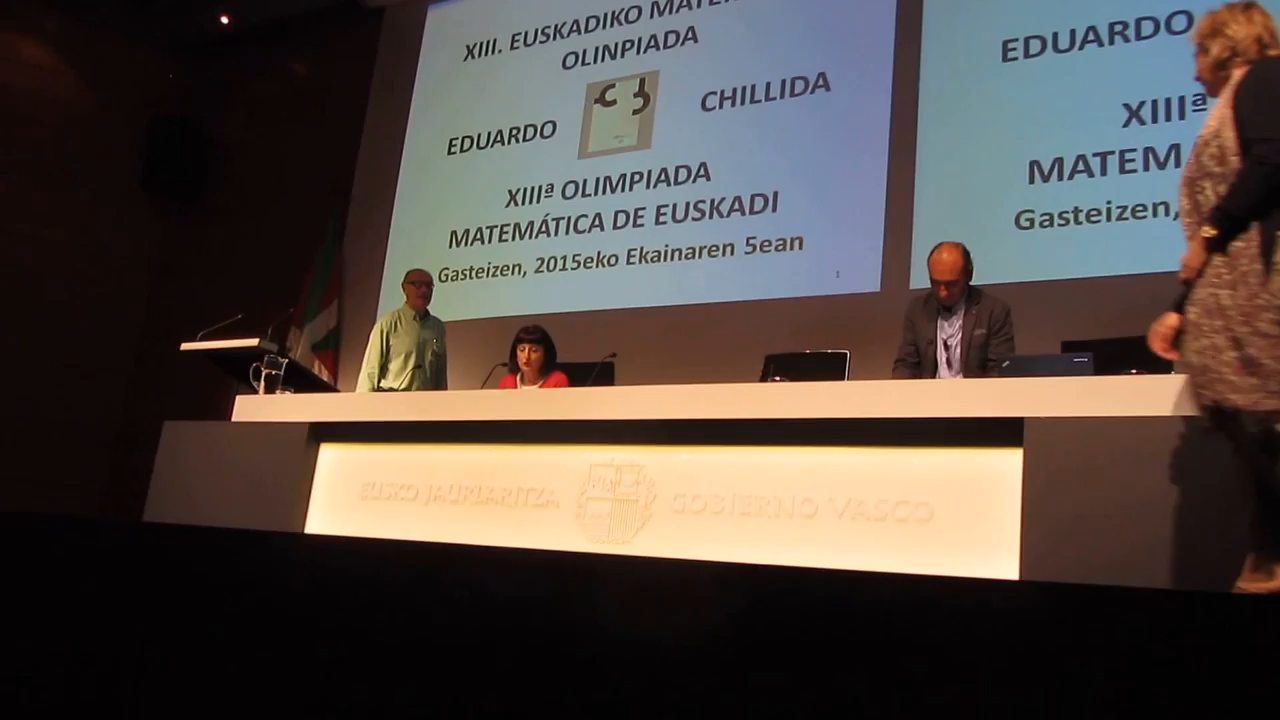 XIII. EUSKADIKO
OLINPIADA
EDUARDO
CHILLIDA
XIIIª OLIMPIADA
MATEMÁTICA DE EUSKADI
Gasteizen, 2015eko Ekainaren 5ean
1
EDUARDO
XIIIª
MATEM
Gasteizen,
EUSKO JAURLARITZA
GOBIERNO VASCO